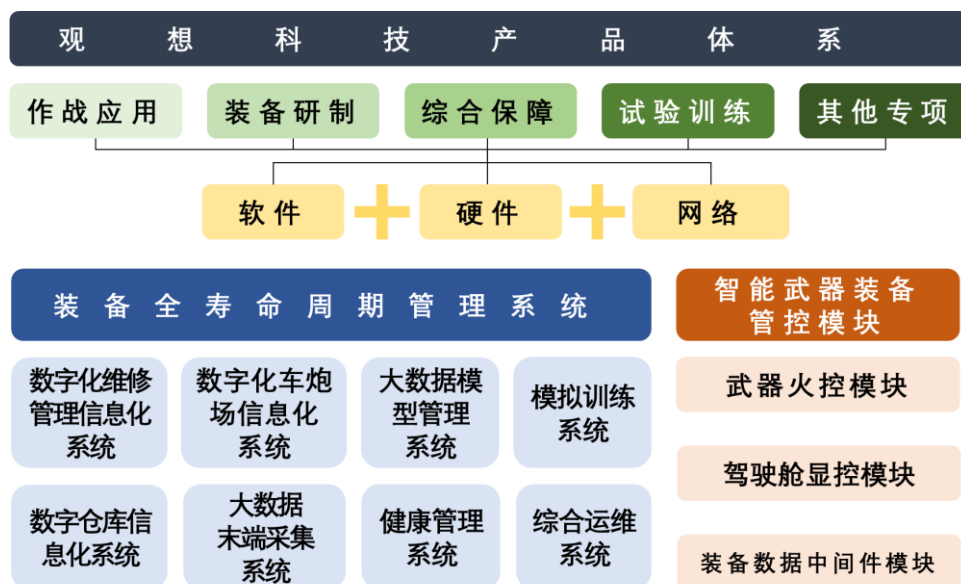 观想科技产品体系
作战应用
装备研制
综合保障
试验训练
其他专项
软件
硬件
网络
装备全寿命周期管理系统
智能武器装备
管控模块
数字化维修
管理信息化
系统
数字化车炮
场信息化
系统
大数据模
型管理
系统
模拟训练
系统
武器火控模块
驾驶舱显控模块
数字仓库信
息化系统
大数据
末端采集
系统
健康管理
系统
综合运维
系统
装备数据中间件模块